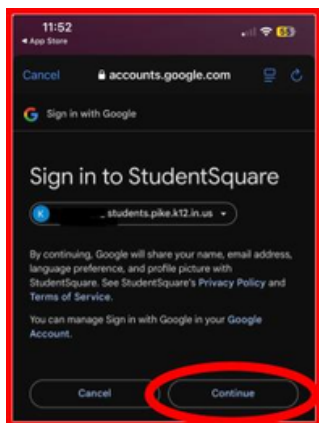 11:52
App Store
Cancel accounts.google.com
G Sign in with Google
Sign in to StudentSquare
K _ students.pike.k12.in.us
By continuing, Google will share your name, email address,
language preference, and profile picture with
StudentSquare. See StudentSquare's Privacy Policy and
Terms of Service.
You can manage Sign in with Google in your Google
Account.
Cancel Continue